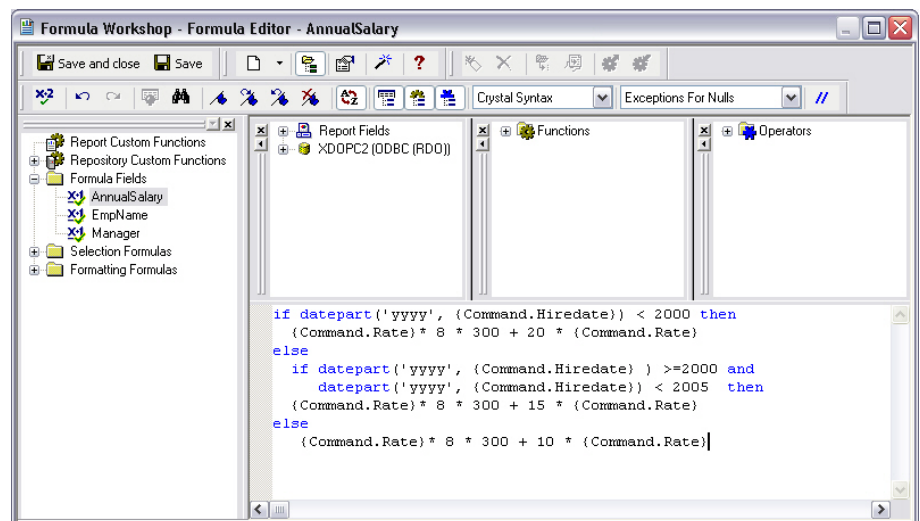 Formula Workshop - Formula Editor - AnnualSalary
Save and close Save
Crystal Syntax Exceptions For Nulls
Report Custom Functions
Repository Custom Functions
Formula Fields
AnnualSalary
EmpName
Manager
Selection Formulas
Formatting Formulas
Report Fields
XDOPC2 (ODBC (RDO))
Functions
Operators
if datepart('yyyy', {Command.Hiredate}) < 2000 then
{Command.Rate}* 8 * 300 + 20 * {Command.Rate}
else
if datepart('yyyy', {Command.Hiredate} ) >=2000 and
datepart('yyyy', {Command.Hiredate}) < 2005 then
{Command.Rate}* 8 * 300 + 15 * {Command.Rate}
else
{Command.Rate}* 8 * 300 + 10 * {Command.Rate}